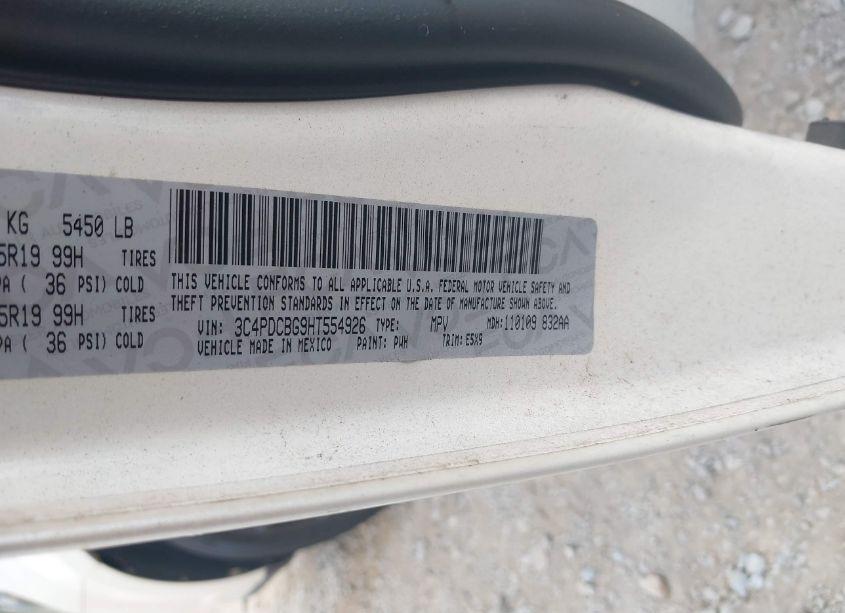 KG 5450 LB
5R19 99H TIRES
PA ( 36 PSI) COLD
5R19 99H TIRES
PA ( 36 PSI) COLD
THIS VEHICLE CONFORMS TO ALL APPLICABLE U.S.A. FEDERAL MOTOR VEHICLE SAFETY AND
THEFT PREVENTION STANDARDS IN EFFECT ON THE DATE OF MANUFACTURE SHOWN ABOVE.
VIN: 3C4PDCBG9HT554926 TYPE: MPV MDH: 110109 832AA
VEHICLE MADE IN MEXICO PAINT: PWH TRIM: E5X9